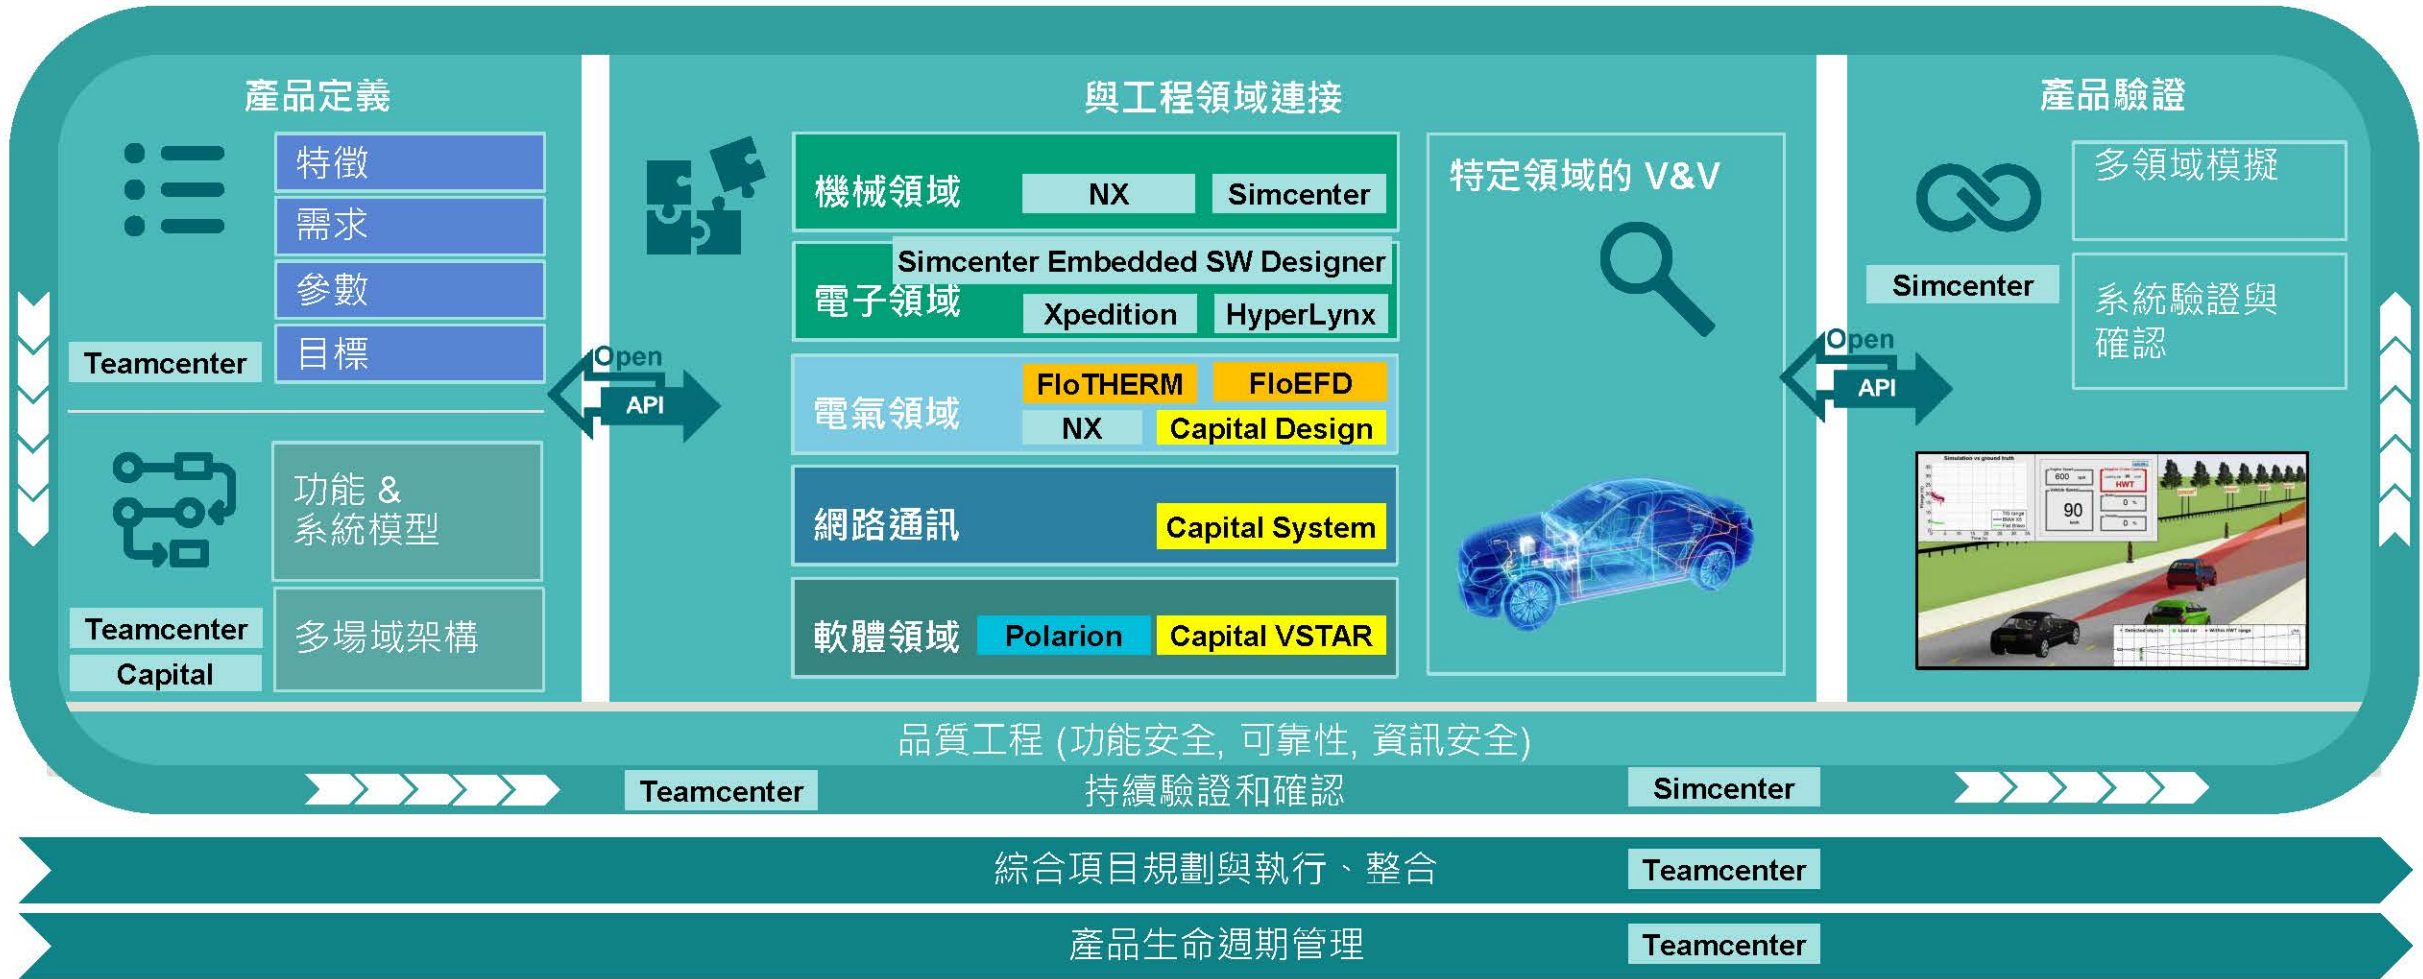 產品定義
特徵
需求
參數
目標
Teamcenter
功能 &
系統模型
多場域架構
Teamcenter
Capital
Open
API
與工程領域連接
機械領域
NX
Simcenter
Simcenter Embedded SW Designer
電子領域
Xpedition
HyperLynx
電氣領域
FloTHERM
FloEFD
NX
Capital Design
網路通訊
Capital System
軟體領域
Polarion
Capital VSTAR
特定領域的 V&V
Open
API
產品驗證
多領域模擬
Simcenter
系統驗證與
確認
Simulation vs ground truth
600
HWT
90
0 %
0 %
品質工程 (功能安全, 可靠性, 資訊安全)
Teamcenter
持續驗證和確認
Simcenter
綜合項目規劃與執行、整合
Teamcenter
產品生命週期管理
Teamcenter